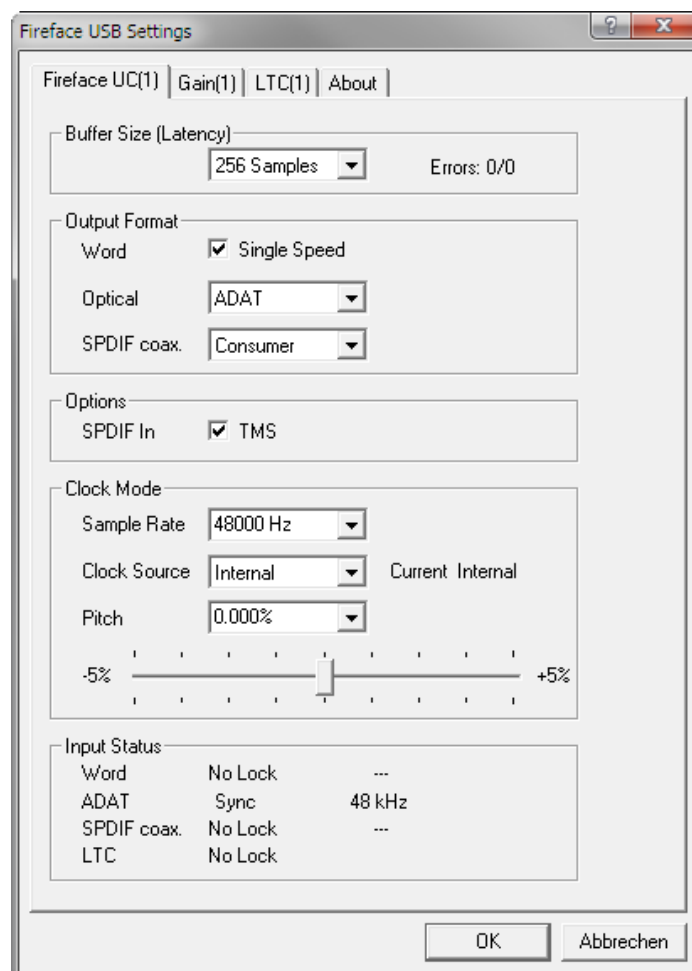 Fireface USB Settings
Fireface UC(1) Gain(1) LTC(1) About
Buffer Size (Latency)
256 Samples Errors: 0/0
Output Format
Word Single Speed
Optical ADAT
SPDIF coax. Consumer
Options
SPDIF In TMS
Clock Mode
Sample Rate 48000 Hz
Clock Source Internal Current Internal
Pitch 0.000%
-5% +5%
Input Status
Word No Lock ---
ADAT Sync 48 kHz
SPDIF coax. No Lock ---
LTC No Lock
OK Abbrechen